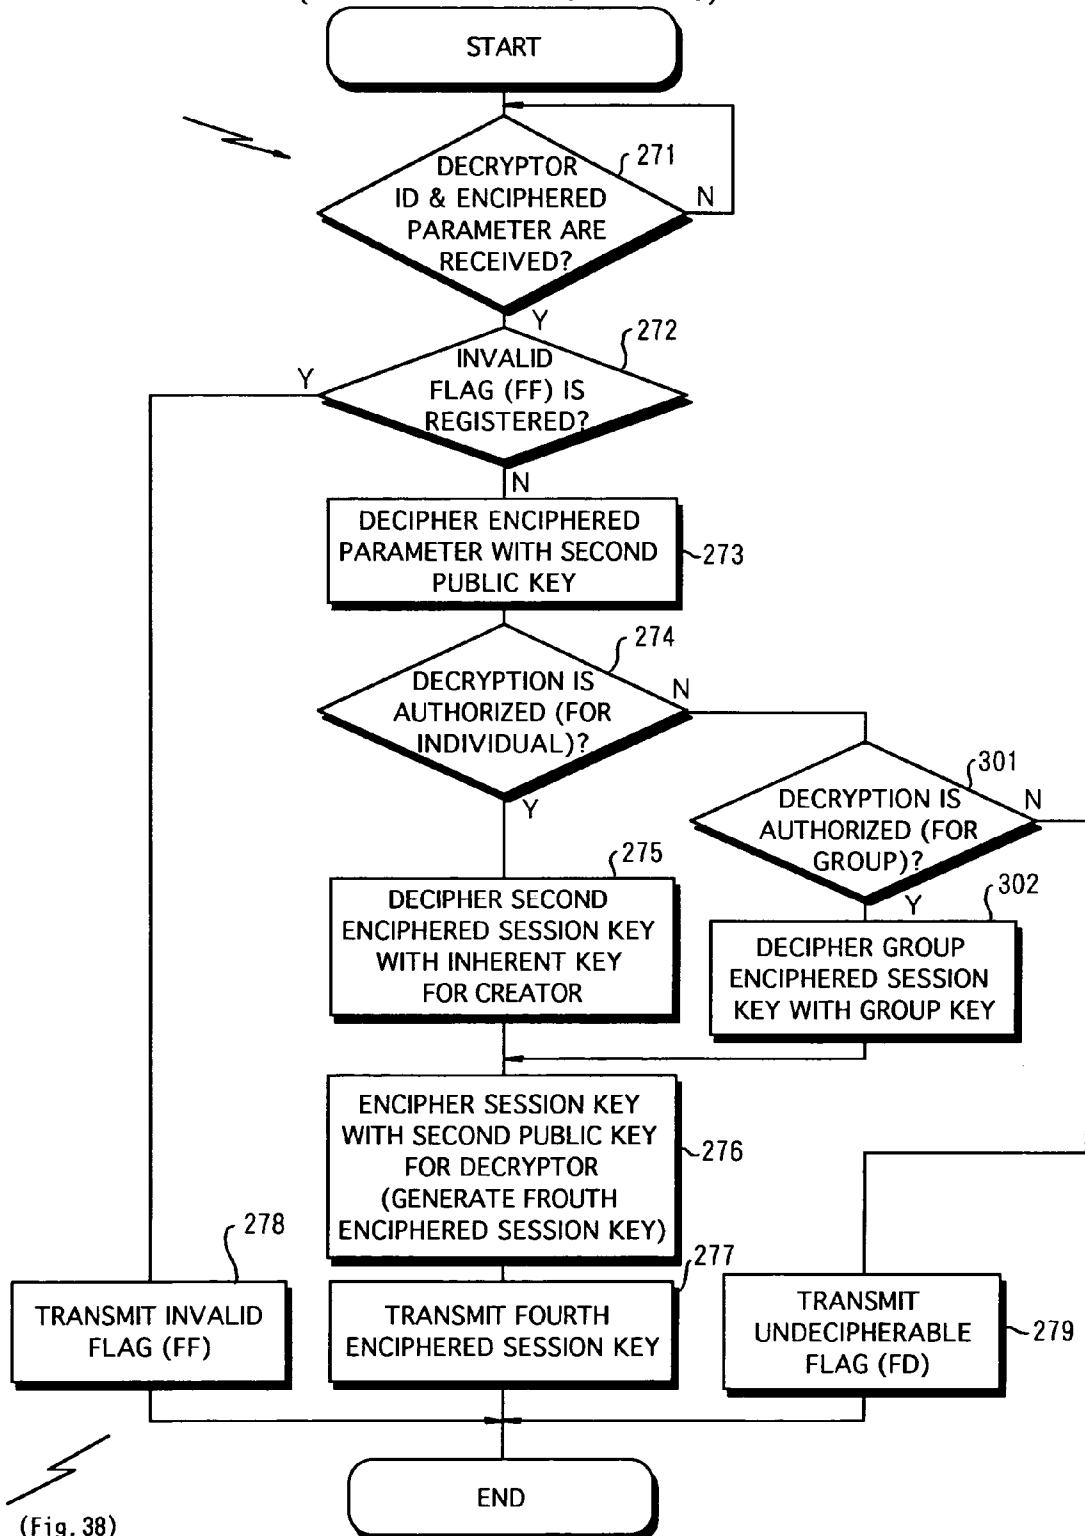 START
DECRYPTOR
ID & ENCIPHERED
PARAMETER ARE
RECEIVED?
271
N
Y
272
INVALID
FLAG (FF) IS
REGISTERED?
Y
N
DECIPHER ENCIPHERED
PARAMETER WITH SECOND
PUBLIC KEY
273
274
DECRYPTION IS
AUTHORIZED (FOR
INDIVIDUAL)?
N
Y
301
DECRYPTION IS
AUTHORIZED (FOR
GROUP)?
N
Y
275
DECIPHER SECOND
ENCIPHERED SESSION KEY
WITH INHERENT KEY
FOR CREATOR
302
DECIPHER GROUP
ENCIPHERED SESSION
KEY WITH GROUP KEY
ENCIPHER SESSION KEY
WITH SECOND PUBLIC KEY
FOR DECRYPTOR
(GENERATE FROUTH
ENCIPHERED SESSION KEY)
276
278
TRANSMIT INVALID
FLAG (FF)
277
TRANSMIT FOURTH
ENCIPHERED SESSION KEY
TRANSMIT
UNDECIPHERABLE
FLAG (FD)
279
END
(Fig. 38)